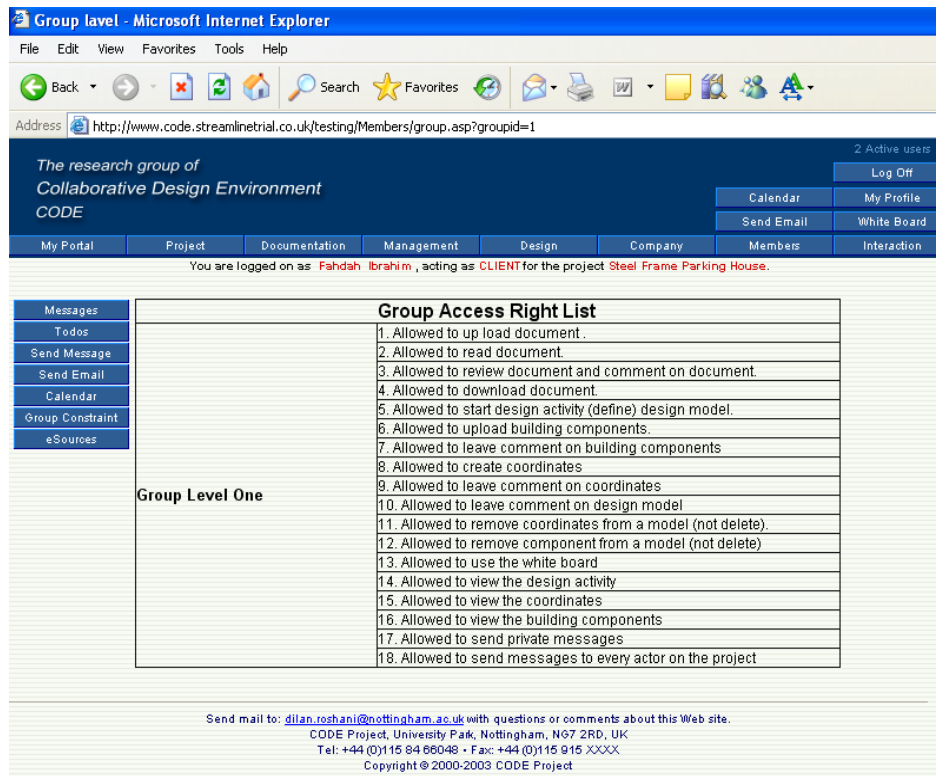 Group lavel - Microsoft Internet Explorer
File Edit View Favorites Tools Help
Back Search Favorites
Address http://www.code.streamlinetrial.co.uk/testing/Members/group.asp?groupid=1
2 Active users
The research group of
Collaborative Design Environment
CODE
Log Off
Calendar My Profile
Send Email White Board
My Portal Project Documentation Management Design Company Members Interaction
You are logged on as Fahdah Ibrahim , acting as CLIENT for the project Steel Frame Parking House.
Messages
Todos
Send Message
Send Email
Calendar
Group Constraint
eSources
Group Access Right List
Group Level One
1. Allowed to up load document .
2. Allowed to read document.
3. Allowed to review document and comment on document.
4. Allowed to download document.
5. Allowed to start design activity (define) design model.
6. Allowed to upload building components.
7. Allowed to leave comment on building components
8. Allowed to create coordinates
9. Allowed to leave comment on coordinates
10. Allowed to leave comment on design model
11. Allowed to remove coordinates from a model (not delete).
12. Allowed to remove component from a model (not delete)
13. Allowed to use the white board
14. Allowed to view the design activity
15. Allowed to view the coordinates
16. Allowed to view the building components
17. Allowed to send private messages
18. Allowed to send messages to every actor on the project
Send mail to: dilan.roshani@nottingham.ac.uk with questions or comments about this Web site.
CODE Project, University Park, Nottingham, NG7 2RD, UK
Tel: +44 (0)115 84 66048 • Fax: +44 (0)115 915 XXXX
Copyright © 2000-2003 CODE Project